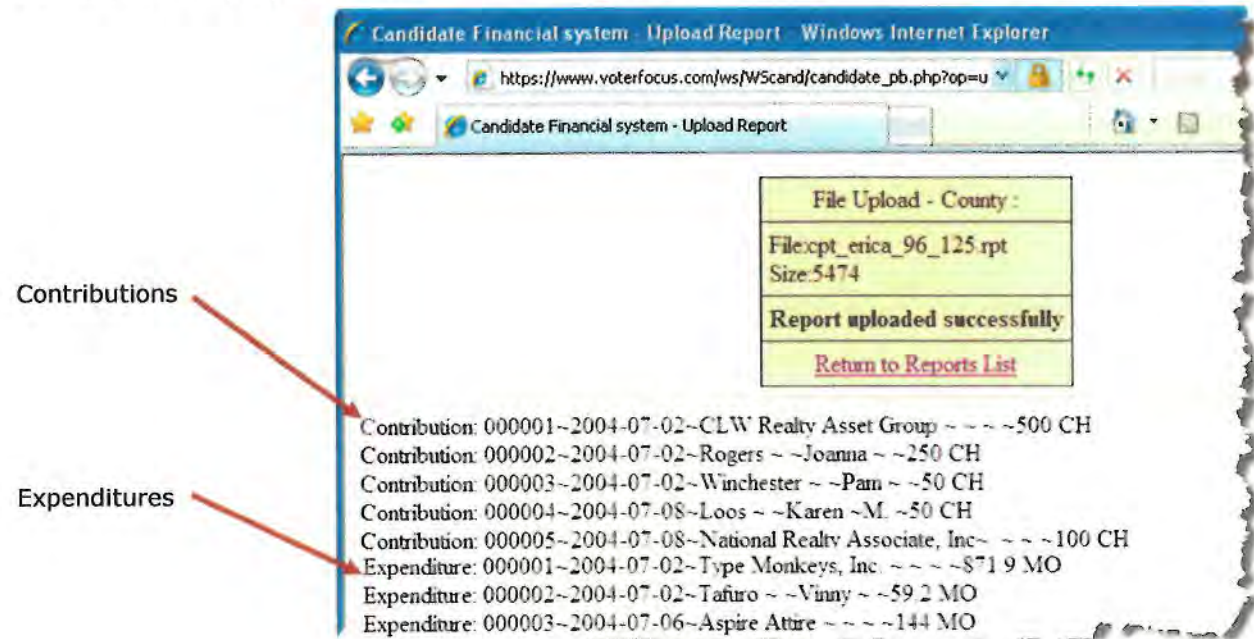 Candidate Financial system - Upload Report - Windows Internet Explorer
https://www.voterfocus.com/ws/WScand/candidate_pb.php?op=u
Candidate Financial system - Upload Report
File Upload - County :
File:cpt_erica_96_125.rpt
Size:5474
Report uploaded successfully
Return to Reports List
Contributions
Contribution: 000001~2004-07-02~CLW Realty Asset Group ~ ~ ~ ~500 CH
Contribution: 000002~2004-07-02~Rogers ~ ~Joanna ~ ~250 CH
Contribution: 000003~2004-07-02~Winchester ~ ~Pam ~ ~50 CH
Contribution: 000004~2004-07-08~Loos ~ ~Karen ~M. ~50 CH
Contribution: 000005~2004-07-08~National Realty Associate, Inc~ ~ ~ ~100 CH
Expenditures
Expenditure: 000001~2004-07-02~Type Monkeys, Inc. ~ ~ ~ ~871.9 MO
Expenditure: 000002~2004-07-02~Tafuro ~ ~Vinny ~ ~59.2 MO
Expenditure: 000003~2004-07-06~Aspire Attire ~ ~ ~ ~144 MO